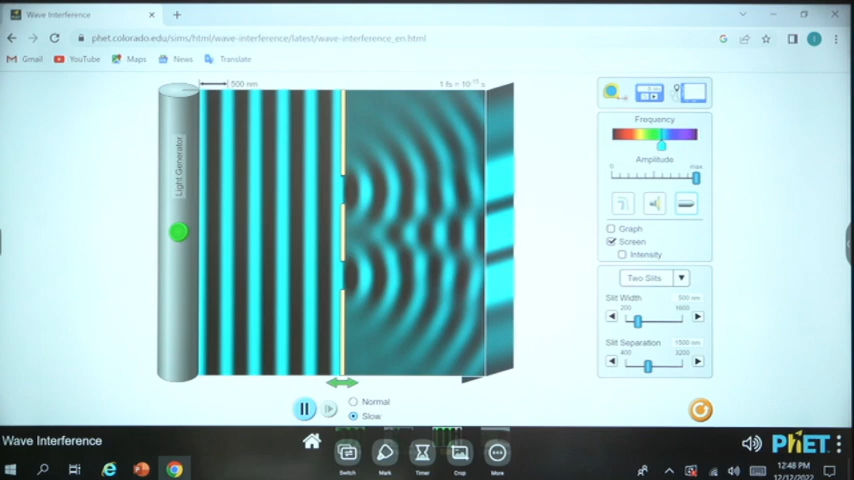 Wave Interference
phet.colorado.edu/sims/html/wave-interference/latest/wave-interference_en.html
Gmail YouTube Maps News Translate
500 nm
1 fs = 10⁻¹⁵ s
Light Generator
Frequency
Amplitude
0 max
Graph
Screen
Intensity
Two Slits
Slit Width 500 nm
200 1600
Slit Separation 1500 nm
400 3200
Normal
Slow
Wave Interference
PhET
Switch Mark Timer Crop More
12:48 PM
12/12/2022